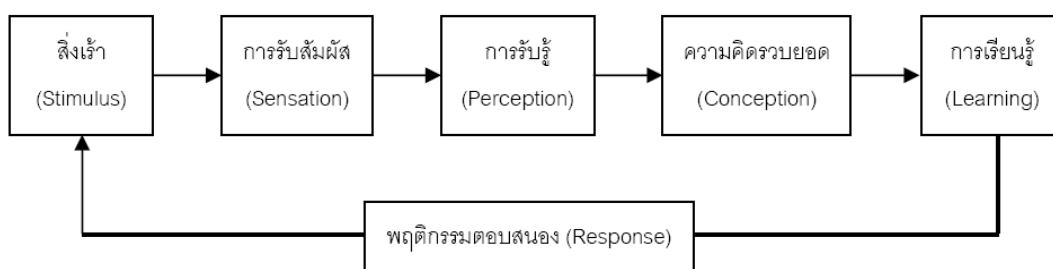 สิ่งเร้า
(Stimulus)
การรับสัมผัส
(Sensation)
การรับรู้
(Perception)
ความคิดรวบยอด
(Conception)
การเรียนรู้
(Learning)
พฤติกรรมตอบสนอง (Response)